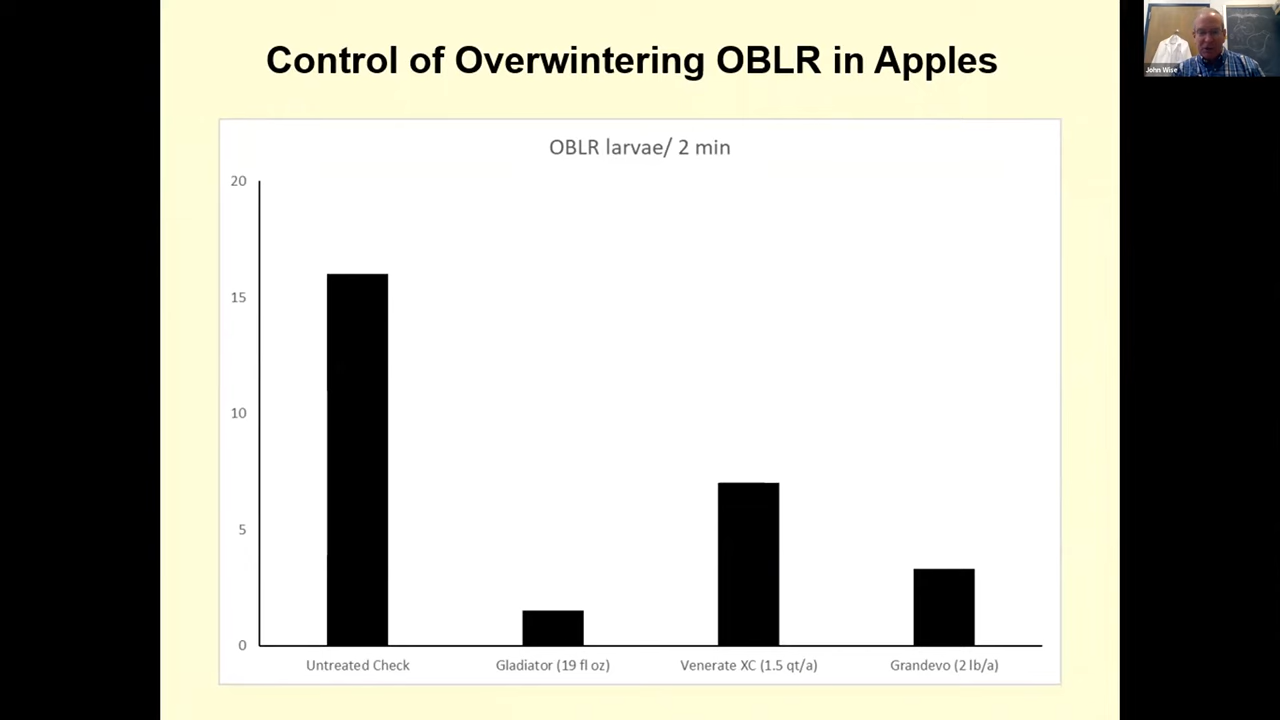 Control of Overwintering OBLR in Apples
John Wise
OBLR larvae/ 2 min
20
15
10
5
0
Untreated Check
Gladiator (19 fl oz)
Venerate XC (1.5 qt/a)
Grandevo (2 lb/a)